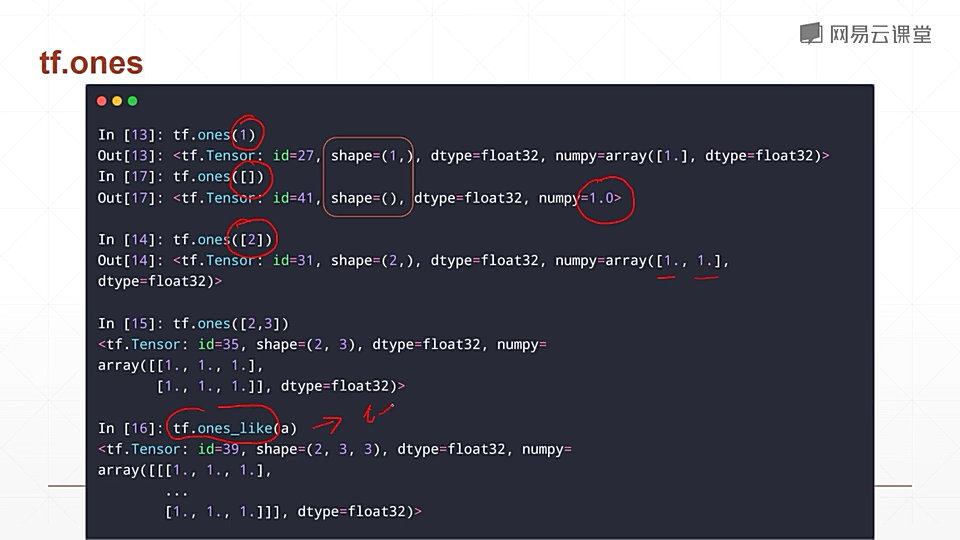 网易云课堂
tf.ones
In [13]: tf.ones(1)
Out[13]: <tf.Tensor: id=27, shape=(1,), dtype=float32, numpy=array([1.], dtype=float32)>
In [17]: tf.ones([])
Out[17]: <tf.Tensor: id=41, shape=(), dtype=float32, numpy=1.0>
In [14]: tf.ones([2])
Out[14]: <tf.Tensor: id=31, shape=(2,), dtype=float32, numpy=array([1., 1.],
dtype=float32)>
In [15]: tf.ones([2,3])
<tf.Tensor: id=35, shape=(2, 3), dtype=float32, numpy=
array([[1., 1., 1.],
[1., 1., 1.]], dtype=float32)>
In [16]: tf.ones_like(a)
<tf.Tensor: id=39, shape=(2, 3, 3), dtype=float32, numpy=
array([[[1., 1., 1.],
...
[1., 1., 1.]]], dtype=float32)>